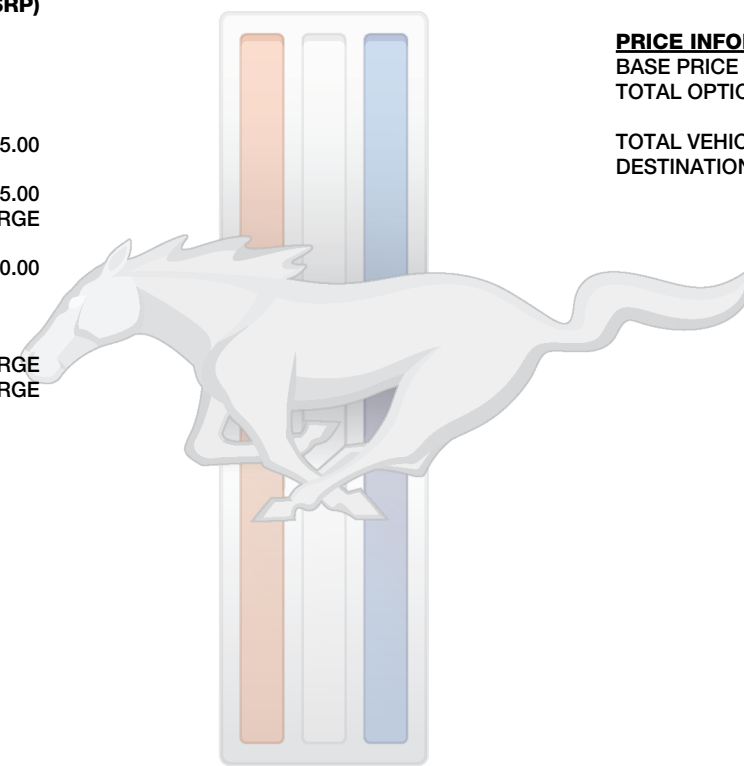 SRP)
5.00
5.00
RGE
0.00
RGE
RGE
PRICE INFO
BASE PRICE
TOTAL OPTIO
TOTAL VEHIC
DESTINATION